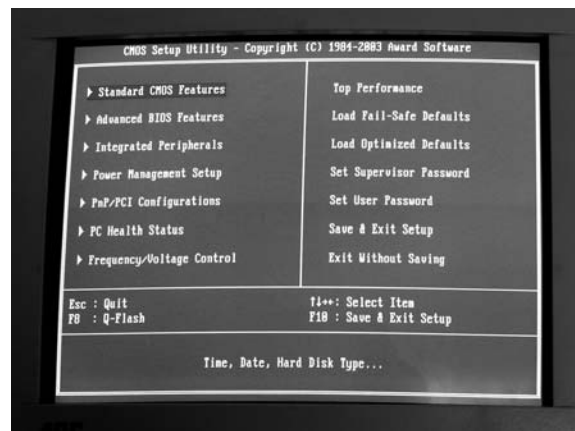 CMOS Setup Utility - Copyright (C) 1984-2003 Award Software
▶ Standard CMOS Features
▶ Advanced BIOS Features
▶ Integrated Peripherals
▶ Power Management Setup
▶ PnP/PCI Configurations
▶ PC Health Status
▶ Frequency/Voltage Control
Top Performance
Load Fail-Safe Defaults
Load Optimized Defaults
Set Supervisor Password
Set User Password
Save & Exit Setup
Exit Without Saving
Esc : Quit
F8 : Q-Flash
↑↓→←: Select Item
F10 : Save & Exit Setup
Time, Date, Hard Disk Type...